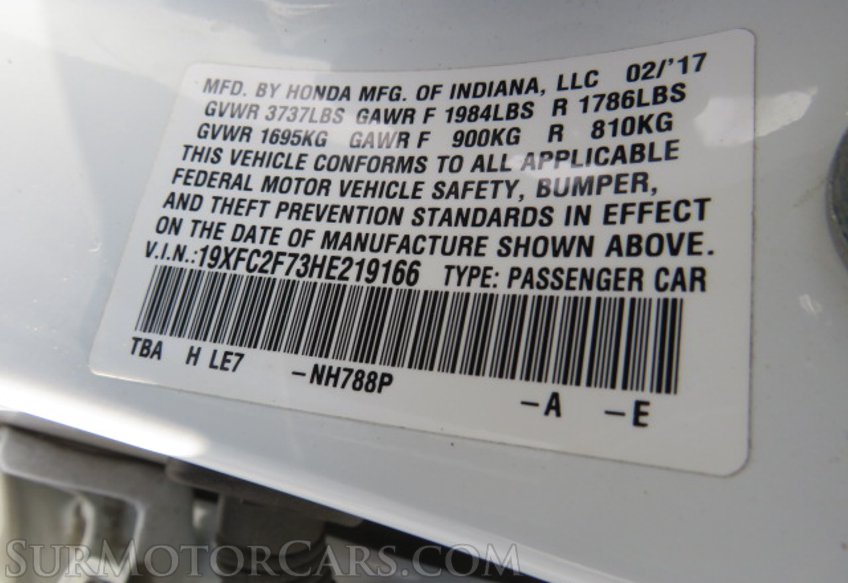 MFD. BY HONDA MFG. OF INDIANA, LLC 02/'17
GVWR 3737LBS GAWR F 1984LBS R 1786LBS
GVWR 1695KG GAWR F 900KG R 810KG
THIS VEHICLE CONFORMS TO ALL APPLICABLE
FEDERAL MOTOR VEHICLE SAFETY, BUMPER,
AND THEFT PREVENTION STANDARDS IN EFFECT
ON THE DATE OF MANUFACTURE SHOWN ABOVE.
V.I.N.:19XFC2F73HE219166 TYPE: PASSENGER CAR
TBA H LE7 -NH788P -A -E
SURMOTORCARS.COM